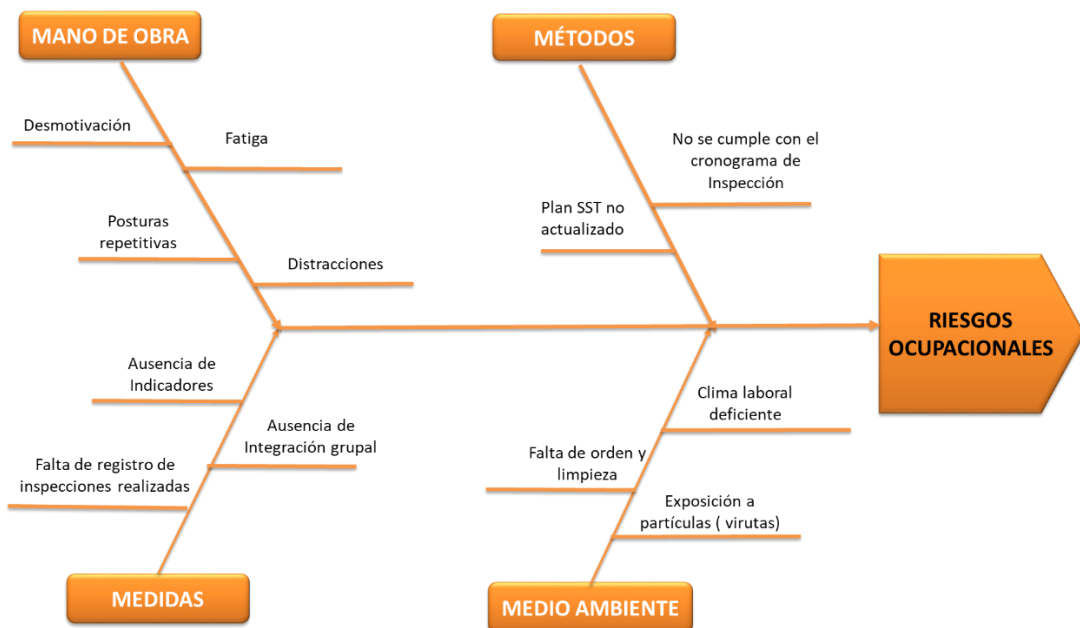 MANO DE OBRA
MÉTODOS
Desmotivación
Fatiga
No se cumple con el
cronograma de
Inspección
Posturas
repetitivas
Plan SST no
actualizado
Distracciones
RIESGOS
OCUPACIONALES
Ausencia de
Indicadores
Ausencia de
Integración grupal
Clima laboral
deficiente
Falta de registro de
inspecciones realizadas
Falta de orden y
limpieza
Exposición a
partículas ( virutas)
MEDIDAS
MEDIO AMBIENTE